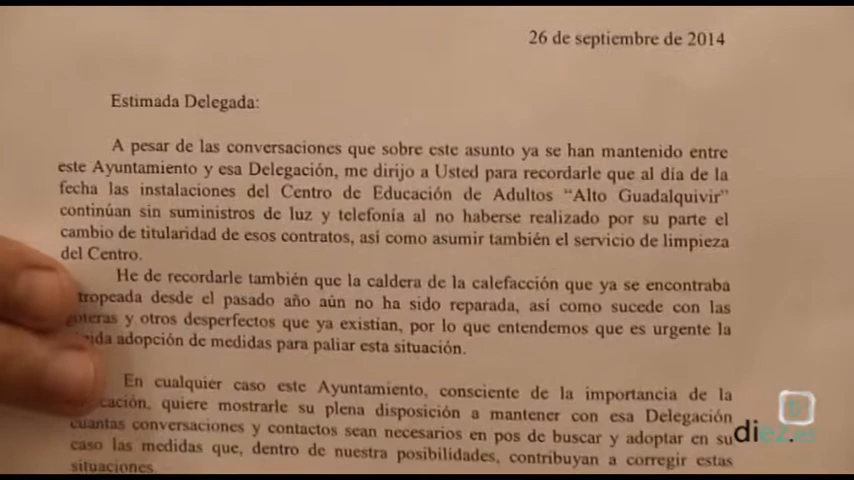 26 de septiembre de 2014
Estimada Delegada:
A pesar de las conversaciones que sobre este asunto ya se han mantenido entre
este Ayuntamiento y esa Delegación, me dirijo a Usted para recordarle que al día de la
fecha las instalaciones del Centro de Educación de Adultos “Alto Guadalquivir”
continúan sin suministros de luz y telefonía al no haberse realizado por su parte el
cambio de titularidad de esos contratos, así como asumir también el servicio de limpieza
del Centro.
He de recordarle también que la caldera de la calefacción que ya se encontraba
tropeada desde el pasado año aún no ha sido reparada, así como sucede con las
goteras y otros desperfectos que ya existían, por lo que entendemos que es urgente la
adopción de medidas para paliar esta situación.
En cualquier caso este Ayuntamiento, consciente de la importancia de la
cación, quiere mostrarle su plena disposición a mantener con esa Delegación
cuantas conversaciones y contactos sean necesarios en pos de buscar y adoptar en su
caso las medidas que, dentro de nuestra posibilidades, contribuyan a corregir estas
situaciones.
diez.es